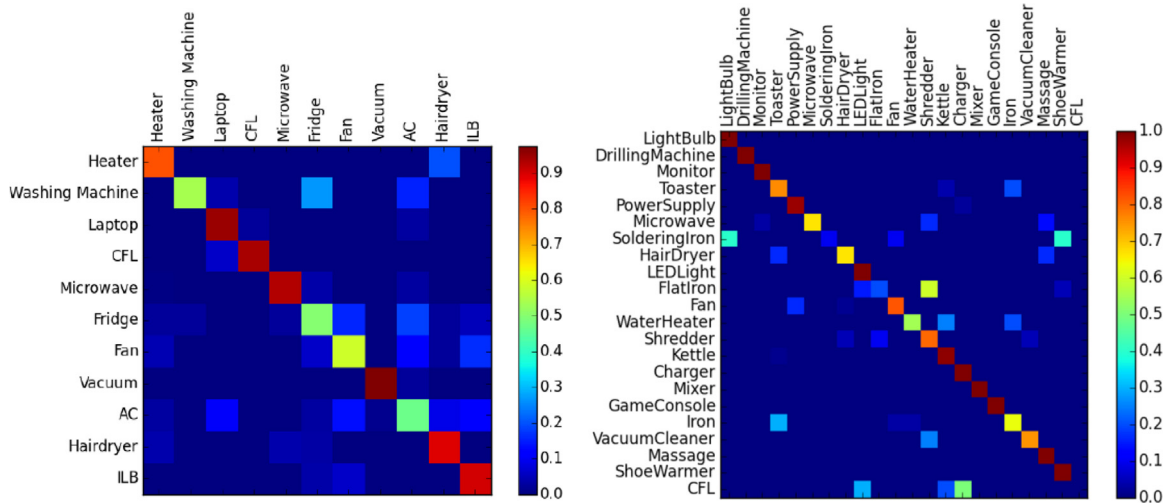 Heater
Washing Machine
Laptop
CFL
Microwave
Fridge
Fan
Vacuum
AC
Hairdryer
ILB
Heater
Washing Machine
Laptop
CFL
Microwave
Fridge
Fan
Vacuum
AC
Hairdryer
ILB
0.9
0.8
0.7
0.6
0.5
0.4
0.3
0.2
0.1
0.0
LightBulb
DrillingMachine
Monitor
Toaster
PowerSupply
Microwave
SolderingIron
HairDryer
LEDLight
FlatIron
Fan
WaterHeater
Shredder
Kettle
Charger
Mixer
GameConsole
Iron
VacuumCleaner
Massage
ShoeWarmer
CFL
LightBulb
DrillingMachine
Monitor
Toaster
PowerSupply
Microwave
SolderingIron
HairDryer
LEDLight
FlatIron
Fan
WaterHeater
Shredder
Kettle
Charger
Mixer
GameConsole
Iron
VacuumCleaner
Massage
ShoeWarmer
CFL
1.0
0.9
0.8
0.7
0.6
0.5
0.4
0.3
0.2
0.1
0.0